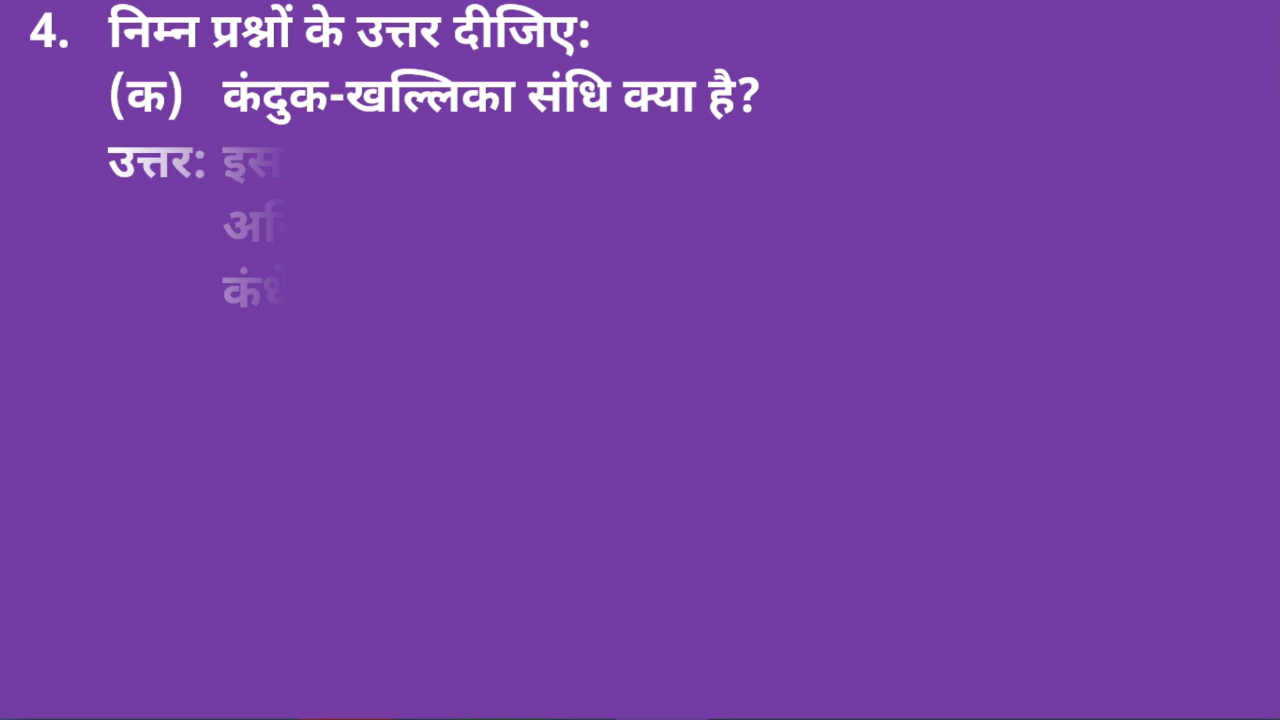 4. निम्न प्रश्नों के उत्तर दीजिए:
(क) कंदुक-खल्लिका संधि क्या है?
उत्तर: